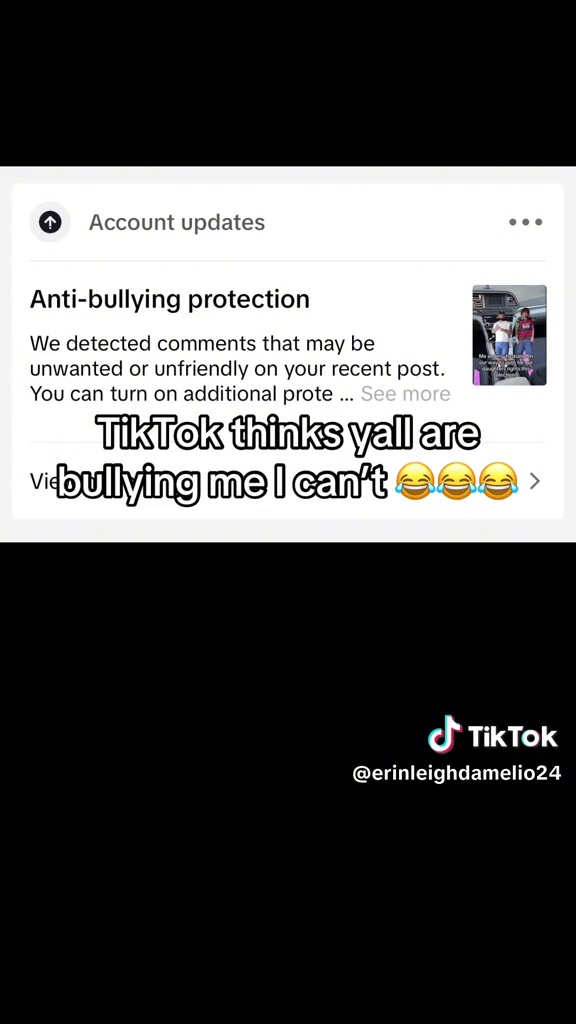 Account updates
Anti-bullying protection
We detected comments that may be
unwanted or unfriendly on your recent post.
You can turn on additional prote ... See more
TikTok thinks yall are
bullying me I can't 😂😂😂
TikTok
@erinleighdamelio24